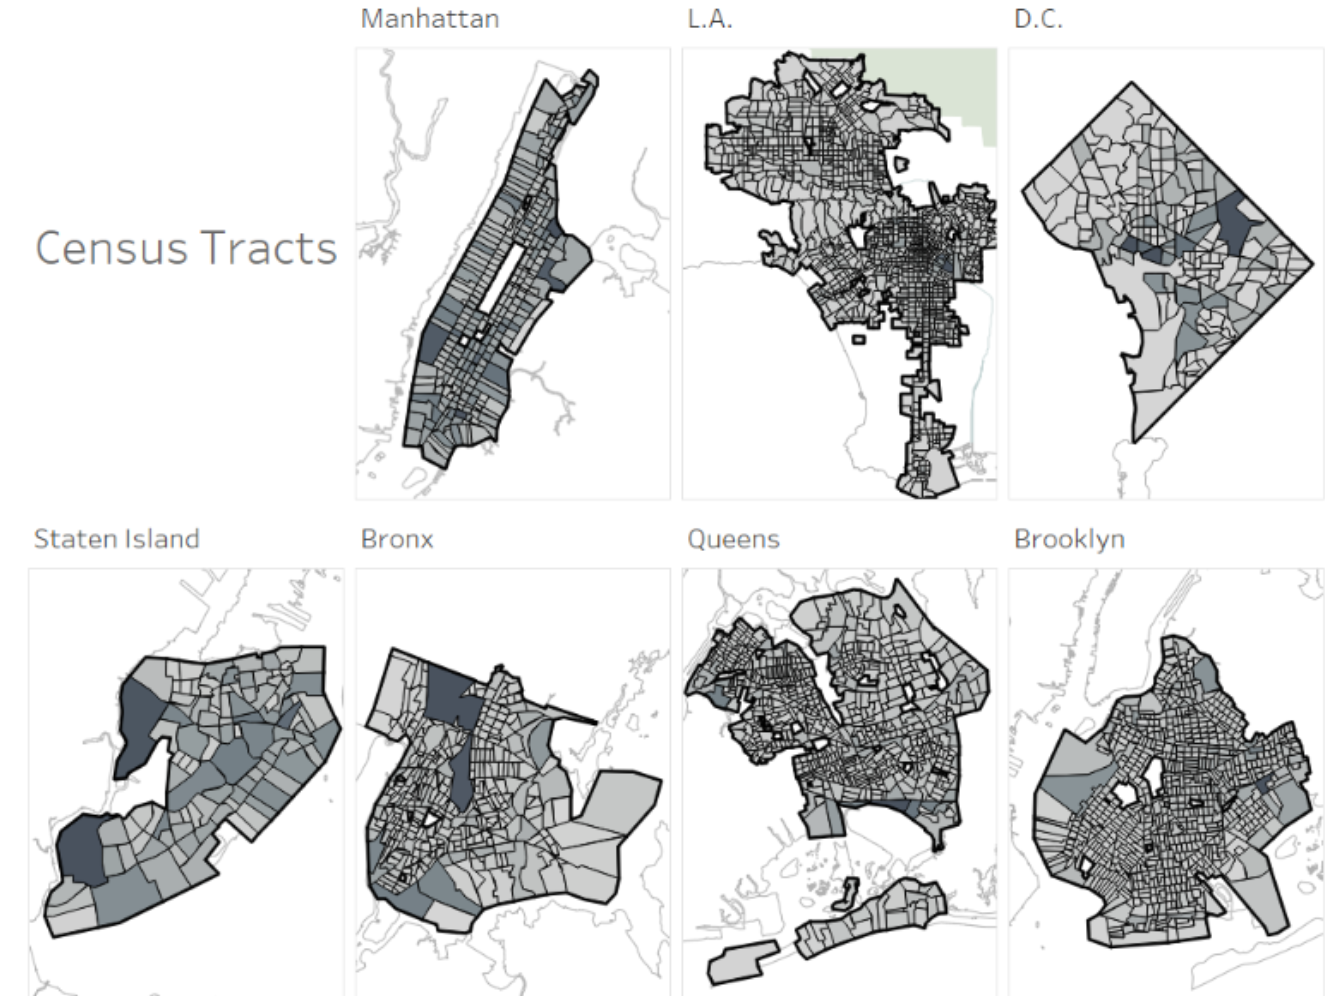 Manhattan
L.A.
D.C.
Census Tracts
Staten Island
Bronx
Queens
Brooklyn